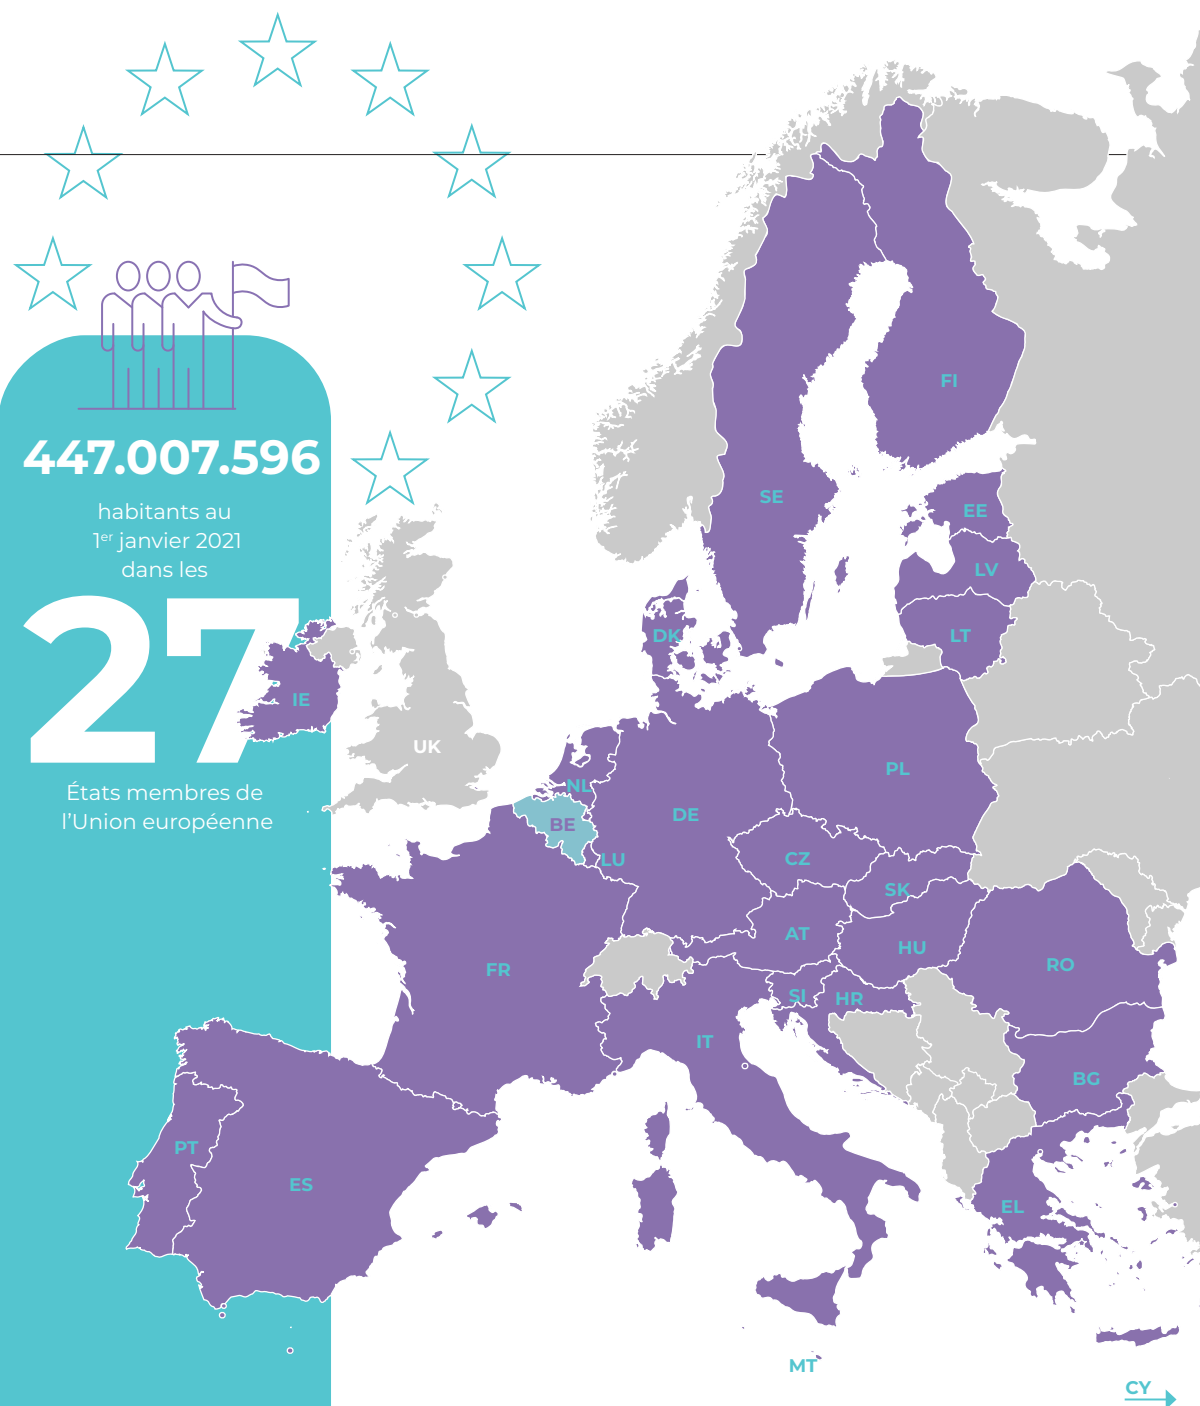 447.007.596
habitants au
1er janvier 2021
dans les
27
États membres de
l'Union européenne
FI
SE
EE
LV
DK
LT
IE
UK
PL
NL
DE
BE
CZ
LU
SK
AT
HU
RO
FR
SI
HR
IT
BG
PT
ES
EL
MT
CY